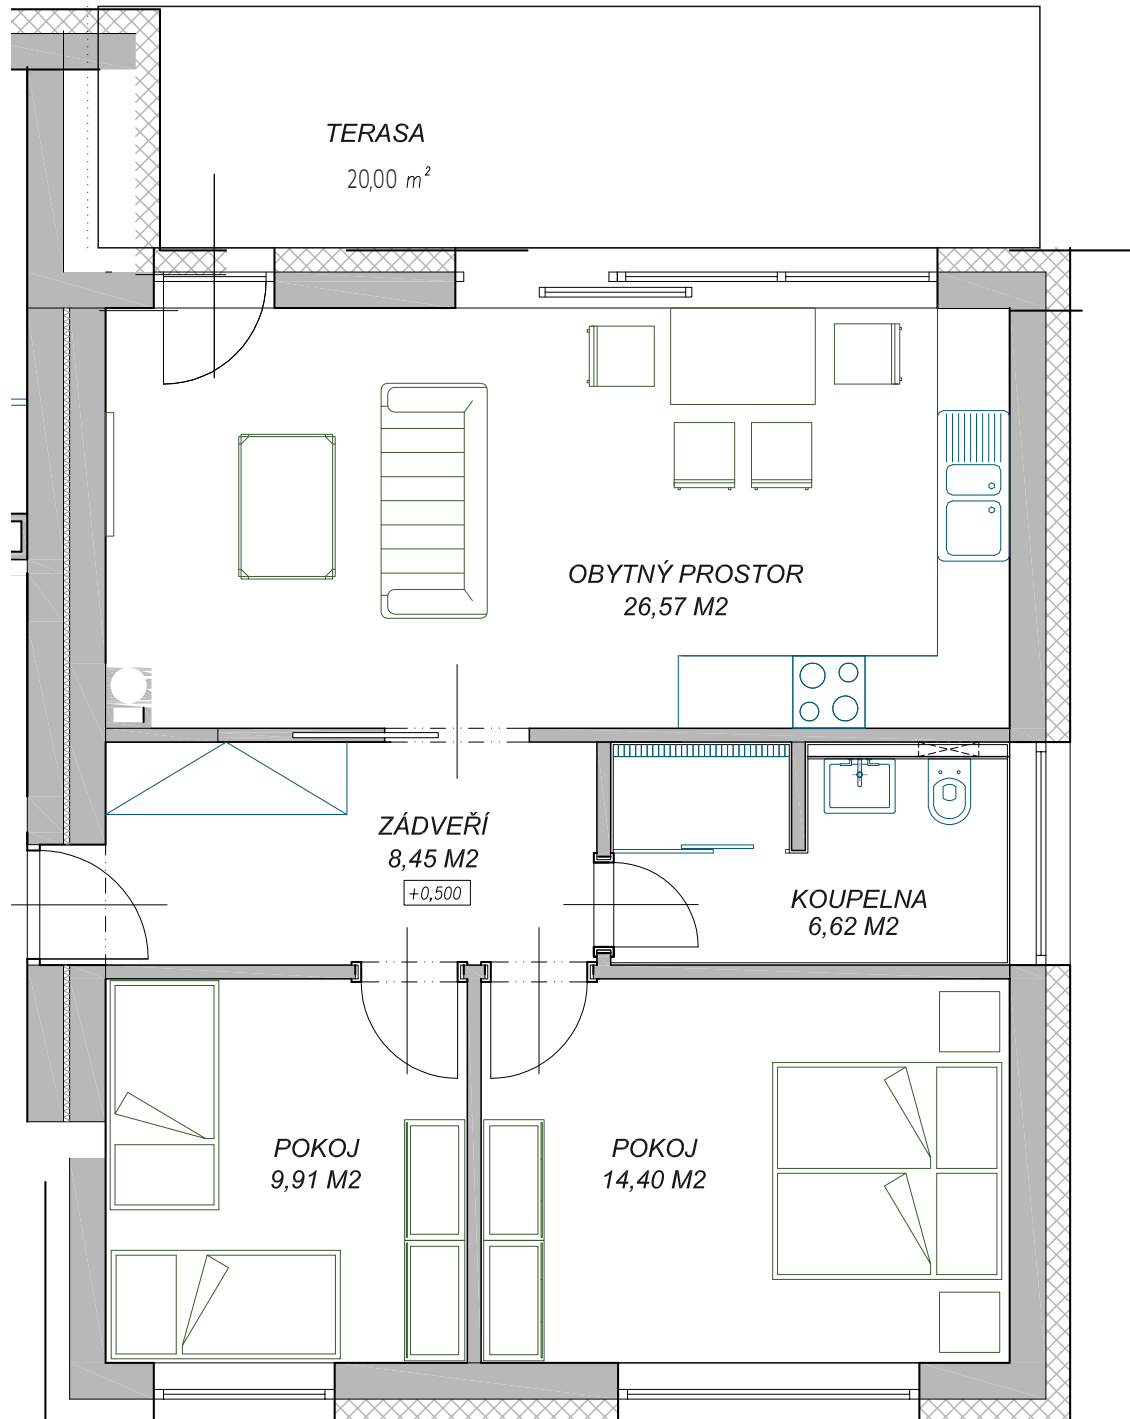 TERASA
20,00 m²
OBYTNÝ PROSTOR
26,57 M2
ZÁDVEŘÍ
8,45 M2
+0,500
KOUPELNA
6,62 M2
POKOJ
9,91 M2
POKOJ
14,40 M2